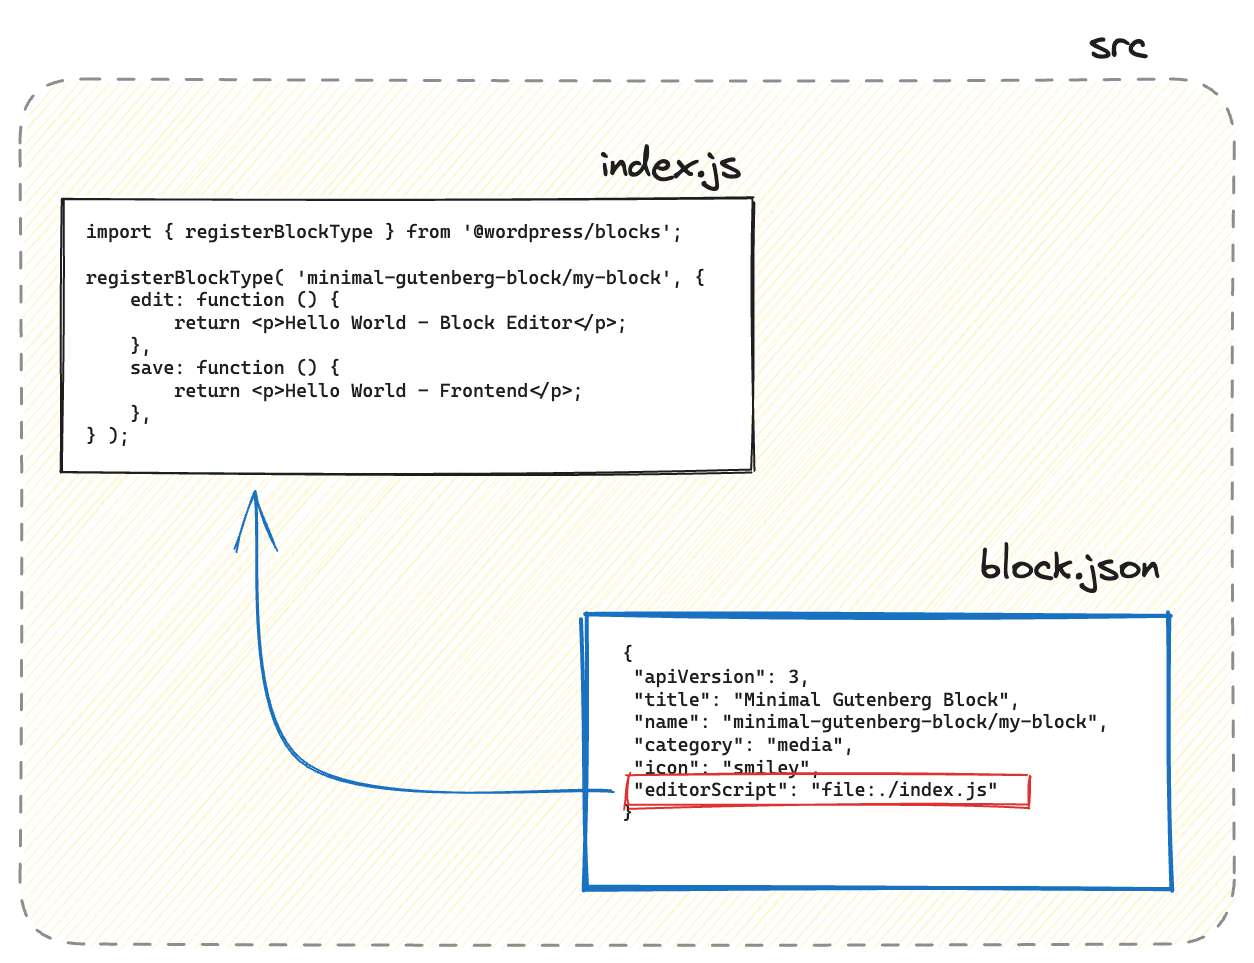 src
index.js
import { registerBlockType } from '@wordpress/blocks';
registerBlockType( 'minimal-gutenberg-block/my-block', {
    edit: function () {
        return <p>Hello World - Block Editor</p>;
    },
    save: function () {
        return <p>Hello World - Frontend</p>;
    },
} );
block.json
{
 "apiVersion": 3,
 "title": "Minimal Gutenberg Block",
 "name": "minimal-gutenberg-block/my-block",
 "category": "media",
 "icon": "smiley",
 "editorScript": "file:./index.js"
}